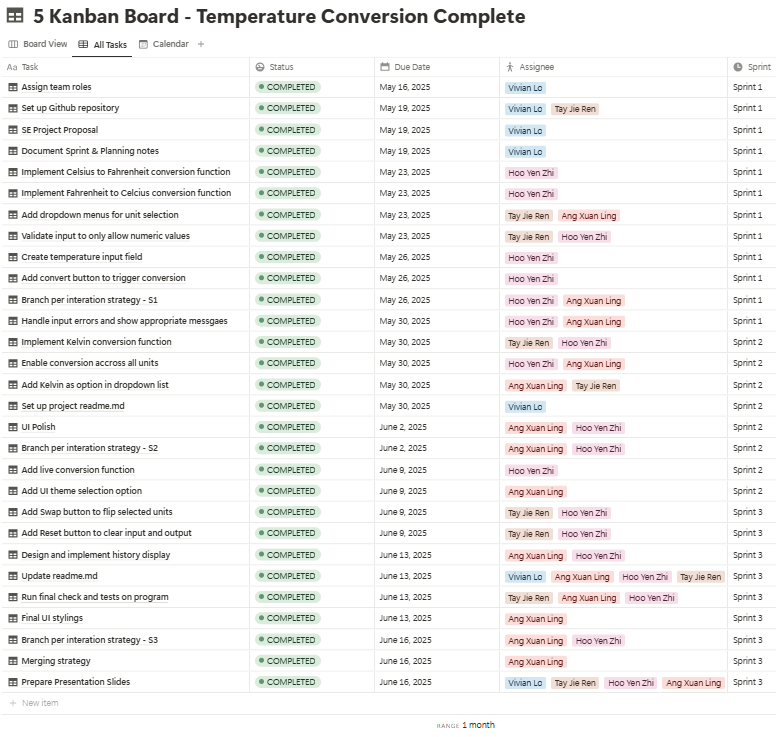 5 Kanban Board - Temperature Conversion Complete
Board View All Tasks Calendar +
Aa Task Status Due Date Assignee Sprint
Assign team roles COMPLETED May 16, 2025 Vivian Lo Sprint 1
Set up Github repository COMPLETED May 19, 2025 Vivian Lo Tay Jie Ren Sprint 1
SE Project Proposal COMPLETED May 19, 2025 Vivian Lo Sprint 1
Document Sprint & Planning notes COMPLETED May 19, 2025 Vivian Lo Sprint 1
Implement Celsius to Fahrenheit conversion function COMPLETED May 23, 2025 Hoo Yen Zhi Sprint 1
Implement Fahrenheit to Celcius conversion function COMPLETED May 23, 2025 Hoo Yen Zhi Sprint 1
Add dropdown menus for unit selection COMPLETED May 23, 2025 Tay Jie Ren Ang Xuan Ling Sprint 1
Validate input to only allow numeric values COMPLETED May 23, 2025 Tay Jie Ren Hoo Yen Zhi Sprint 1
Create temperature input field COMPLETED May 26, 2025 Hoo Yen Zhi Sprint 1
Add convert button to trigger conversion COMPLETED May 26, 2025 Hoo Yen Zhi Sprint 1
Branch per interation strategy - S1 COMPLETED May 26, 2025 Hoo Yen Zhi Ang Xuan Ling Sprint 1
Handle input errors and show appropriate messgaes COMPLETED May 30, 2025 Hoo Yen Zhi Ang Xuan Ling Sprint 1
Implement Kelvin conversion function COMPLETED May 30, 2025 Tay Jie Ren Hoo Yen Zhi Sprint 2
Enable conversion accross all units COMPLETED May 30, 2025 Hoo Yen Zhi Ang Xuan Ling Sprint 2
Add Kelvin as option in dropdown list COMPLETED May 30, 2025 Ang Xuan Ling Tay Jie Ren Sprint 2
Set up project readme.md COMPLETED May 30, 2025 Vivian Lo Sprint 2
UI Polish COMPLETED June 2, 2025 Ang Xuan Ling Hoo Yen Zhi Sprint 2
Branch per interation strategy - S2 COMPLETED June 2, 2025 Ang Xuan Ling Hoo Yen Zhi Sprint 2
Add live conversion function COMPLETED June 9, 2025 Hoo Yen Zhi Sprint 2
Add UI theme selection option COMPLETED June 9, 2025 Ang Xuan Ling Sprint 2
Add Swap button to flip selected units COMPLETED June 9, 2025 Tay Jie Ren Hoo Yen Zhi Sprint 3
Add Reset button to clear input and output COMPLETED June 9, 2025 Tay Jie Ren Hoo Yen Zhi Sprint 3
Design and implement history display COMPLETED June 13, 2025 Ang Xuan Ling Hoo Yen Zhi Sprint 3
Update readme.md COMPLETED June 13, 2025 Vivian Lo Ang Xuan Ling Hoo Yen Zhi Tay Jie Ren Sprint 3
Run final check and tests on program COMPLETED June 13, 2025 Tay Jie Ren Ang Xuan Ling Hoo Yen Zhi Sprint 3
Final UI stylings COMPLETED June 13, 2025 Ang Xuan Ling Sprint 3
Branch per interation strategy - S3 COMPLETED June 16, 2025 Ang Xuan Ling Hoo Yen Zhi Sprint 3
Merging strategy COMPLETED June 16, 2025 Ang Xuan Ling Sprint 3
Prepare Presentation Slides COMPLETED June 16, 2025 Vivian Lo Tay Jie Ren Hoo Yen Zhi Ang Xuan Ling Sprint 3
+ New item
RANGE 1 month